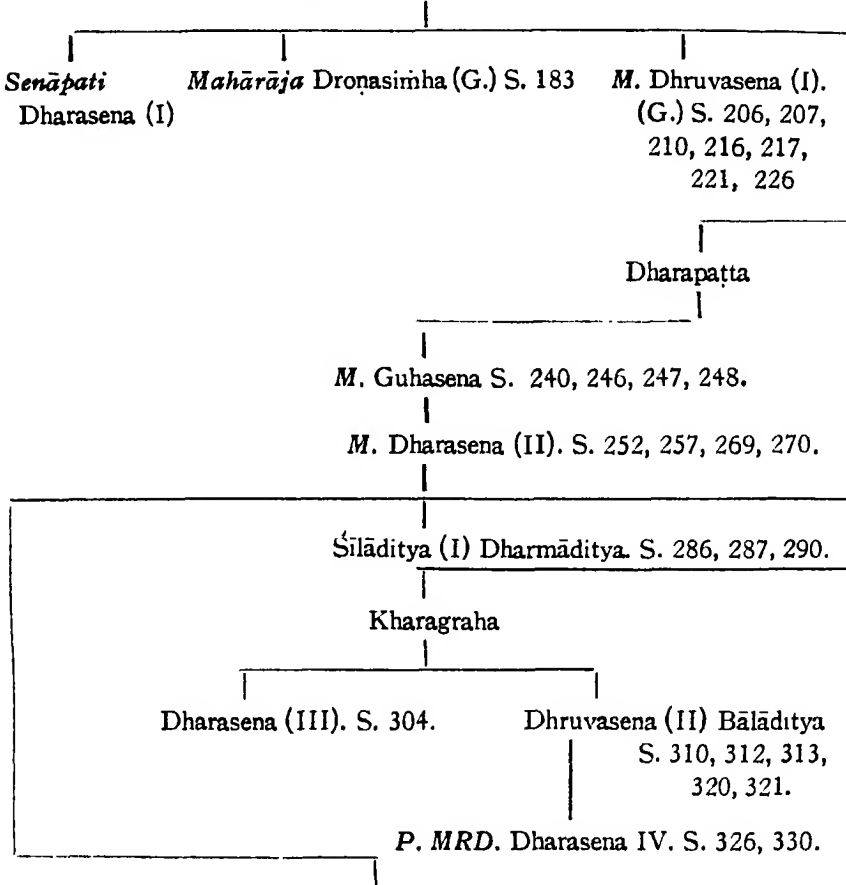 Senāpati Mahārāja Droṇasiṁha (G.) S. 183 M. Dhruvasena (I).
Dharasena (I) (G.) S. 206, 207,
210, 216, 217,
221, 226
Dharapaṭta
M. Guhasena S. 240, 246, 247, 248.
M. Dharasena (II). S. 252, 257, 269, 270.
Śīlāditya (I) Dharmāditya. S. 286, 287, 290.
Kharagraha
Dharasena (III). S. 304. Dhruvasena (II) Bālāditya
S. 310, 312, 313,
320, 321.
P. MRD. Dharasena IV. S. 326, 330.